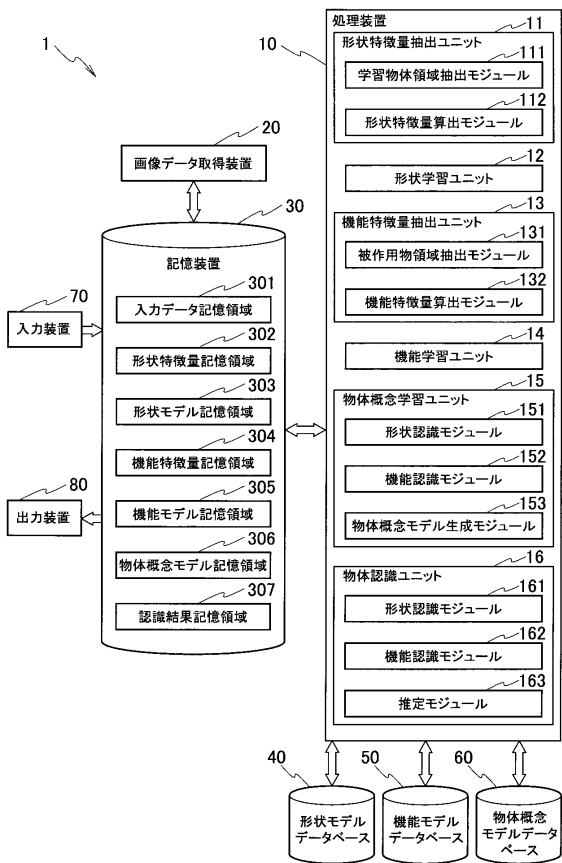 1
20
画像データ取得装置
30
記憶装置
301
入力データ記憶領域
302
形状特徴量記憶領域
303
形状モデル記憶領域
304
機能特徴量記憶領域
305
機能モデル記憶領域
306
物体概念モデル記憶領域
307
認識結果記憶領域
70
入力装置
80
出力装置
10
処理装置
11
形状特徴量抽出ユニット
111
学習物体領域抽出モジュール
112
形状特徴量算出モジュール
12
形状学習ユニット
13
機能特徴量抽出ユニット
131
被作用物領域抽出モジュール
132
機能特徴量算出モジュール
14
機能学習ユニット
15
物体概念学習ユニット
151
形状認識モジュール
152
機能認識モジュール
153
物体概念モデル生成モジュール
16
物体認識ユニット
161
形状認識モジュール
162
機能認識モジュール
163
推定モジュール
40
形状モデル
データベース
50
機能モデル
データベース
60
物体概念
モデルデータ
ベース